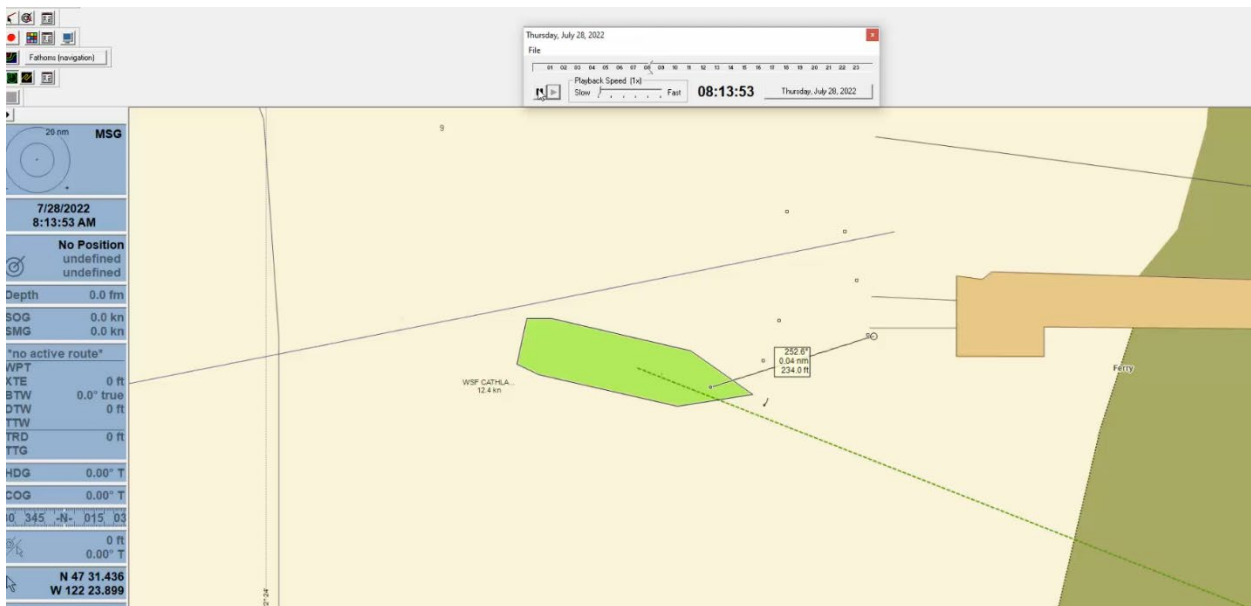 Thursday, July 28, 2022
File
01 02 03 04 05 06 07 08 09 10 11 12 13 14 15 16 17 18 19 20 21 22 23
Playback Speed (1x)
Slow Fast
08:13:53
Thursday, July 28, 2022
Fathoms (navigation)
20 nm MSG
7/28/2022
8:13:53 AM
No Position
undefined
undefined
Depth 0.0 fm
SOG 0.0 kn
SMG 0.0 kn
*no active route*
WPT
XTE 0 ft
BTW 0.0° true
DTW 0 ft
TTW
TRD 0 ft
TTG
HDG 0.00° T
COG 0.00° T
345 -N- 015 03
0 ft
0.00° T
N 47 31.436
W 122 23.899
9
WSF CATHLA...
12.4 kn
252.6°
0.04 nm
234.0 ft
Ferry